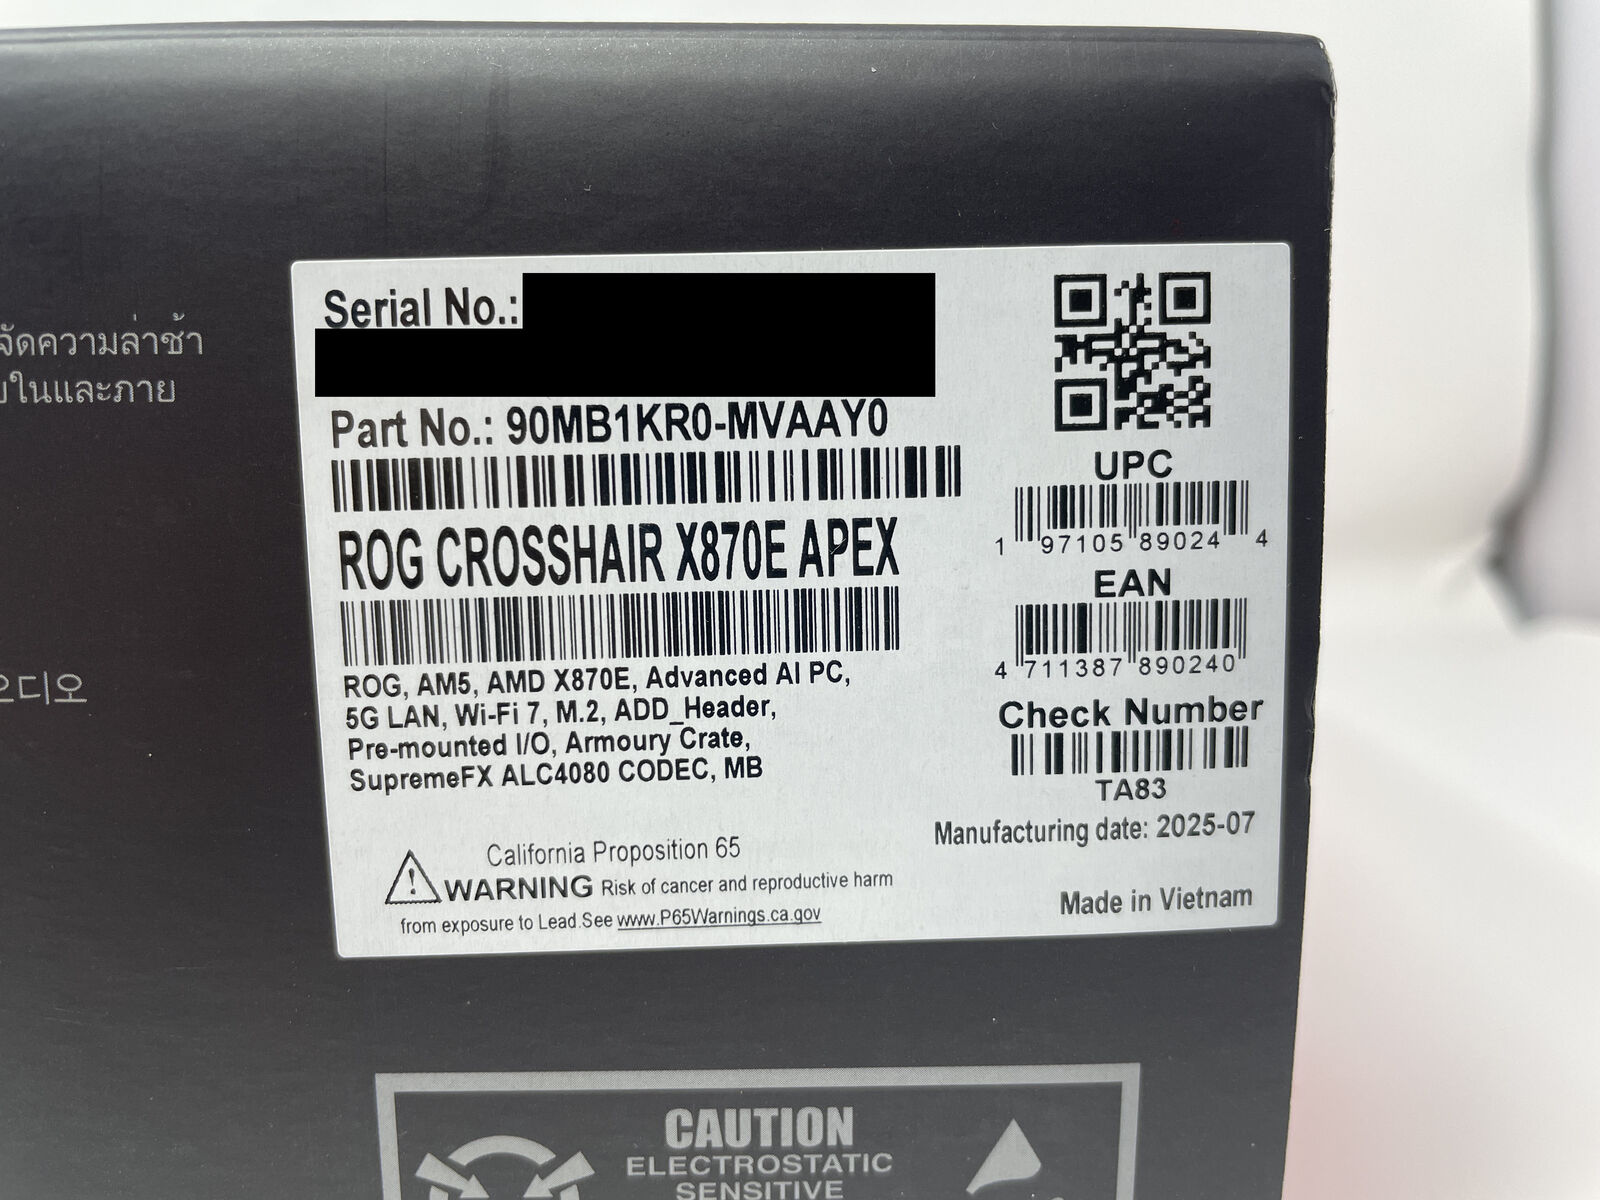 จัดความล่าช้า
ในและภาย
오디오
Serial No.:
Part No.: 90MB1KR0-MVAAY0
ROG CROSSHAIR X870E APEX
ROG, AM5, AMD X870E, Advanced AI PC,
5G LAN, Wi-Fi 7, M.2, ADD_Header,
Pre-mounted I/O, Armoury Crate,
SupremeFX ALC4080 CODEC, MB
California Proposition 65
WARNING Risk of cancer and reproductive harm
from exposure to Lead.See www.P65Warnings.ca.gov
UPC
1 97105 89024 4
EAN
4 711387 890240
Check Number
TA83
Manufacturing date: 2025-07
Made in Vietnam
CAUTION
ELECTROSTATIC
SENSITIVE